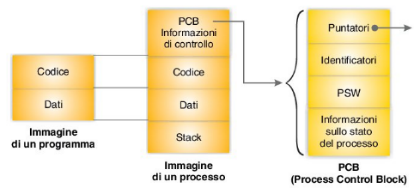 Codice
Dati
Immagine
di un programma
PCB
Informazioni
di controllo
Codice
Dati
Stack
Immagine
di un processo
Puntatori
Identificatori
PSW
Informazioni
sullo stato
del processo
PCB
(Process Control Block)